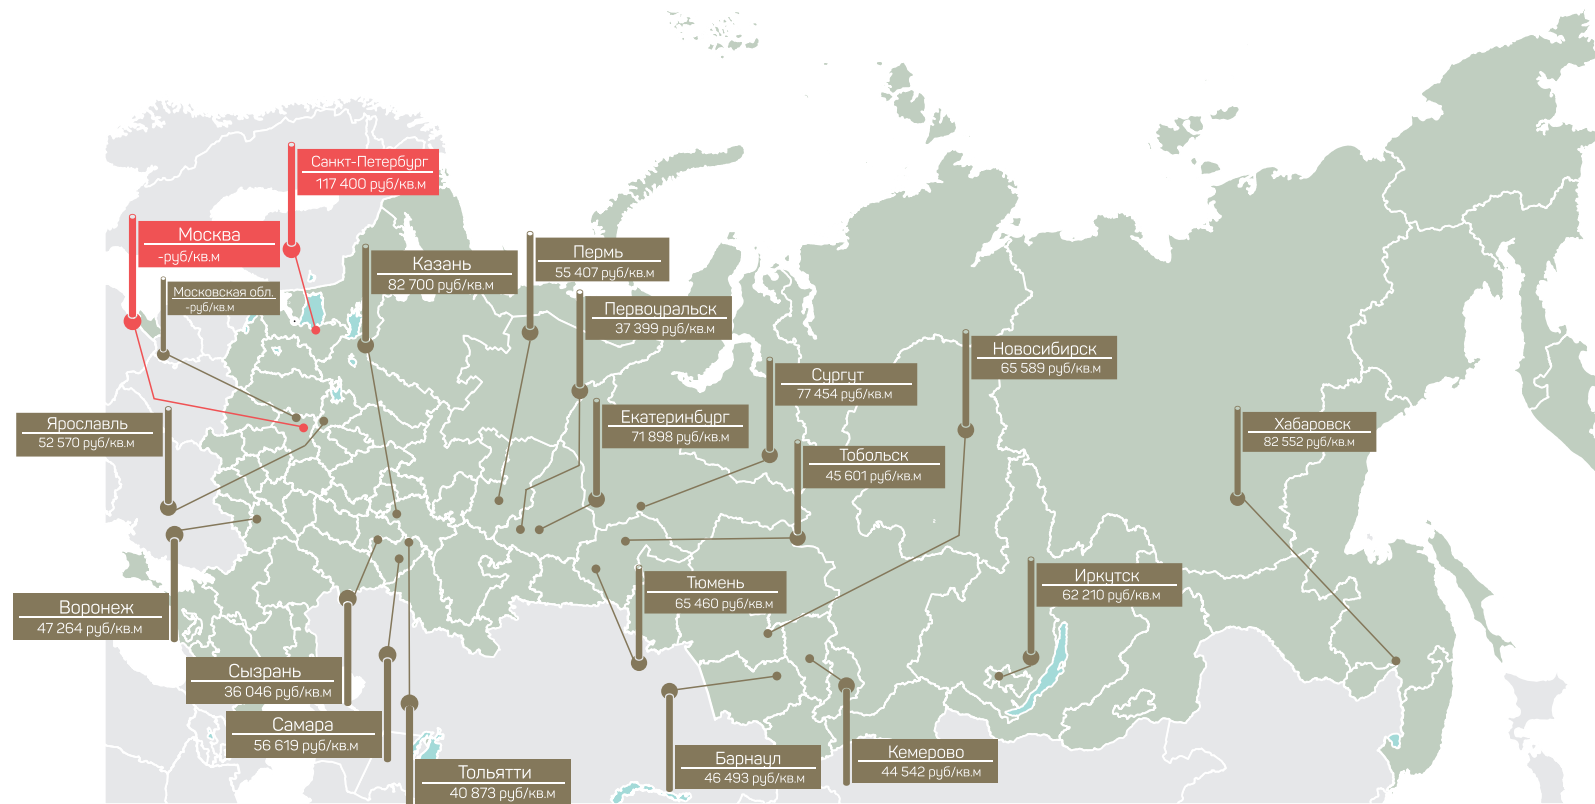 Санкт-Петербург
117 400 руб/кв.м
Москва
-руб/кв.м
Московская обл.
-руб/кв.м
Казань
82 700 руб/кв.м
Пермь
55 407 руб/кв.м
Первоуральск
37 399 руб/кв.м
Новосибирск
65 589 руб/кв.м
Сургут
77 454 руб/кв.м
Екатеринбург
71 898 руб/кв.м
Хабаровск
82 552 руб/кв.м
Ярославль
52 570 руб/кв.м
Тобольск
45 601 руб/кв.м
Тюмень
65 460 руб/кв.м
Иркутск
62 210 руб/кв.м
Воронеж
47 264 руб/кв.м
Сызрань
36 046 руб/кв.м
Самара
56 619 руб/кв.м
Тольятти
40 873 руб/кв.м
Барнаул
46 493 руб/кв.м
Кемерово
44 542 руб/кв.м